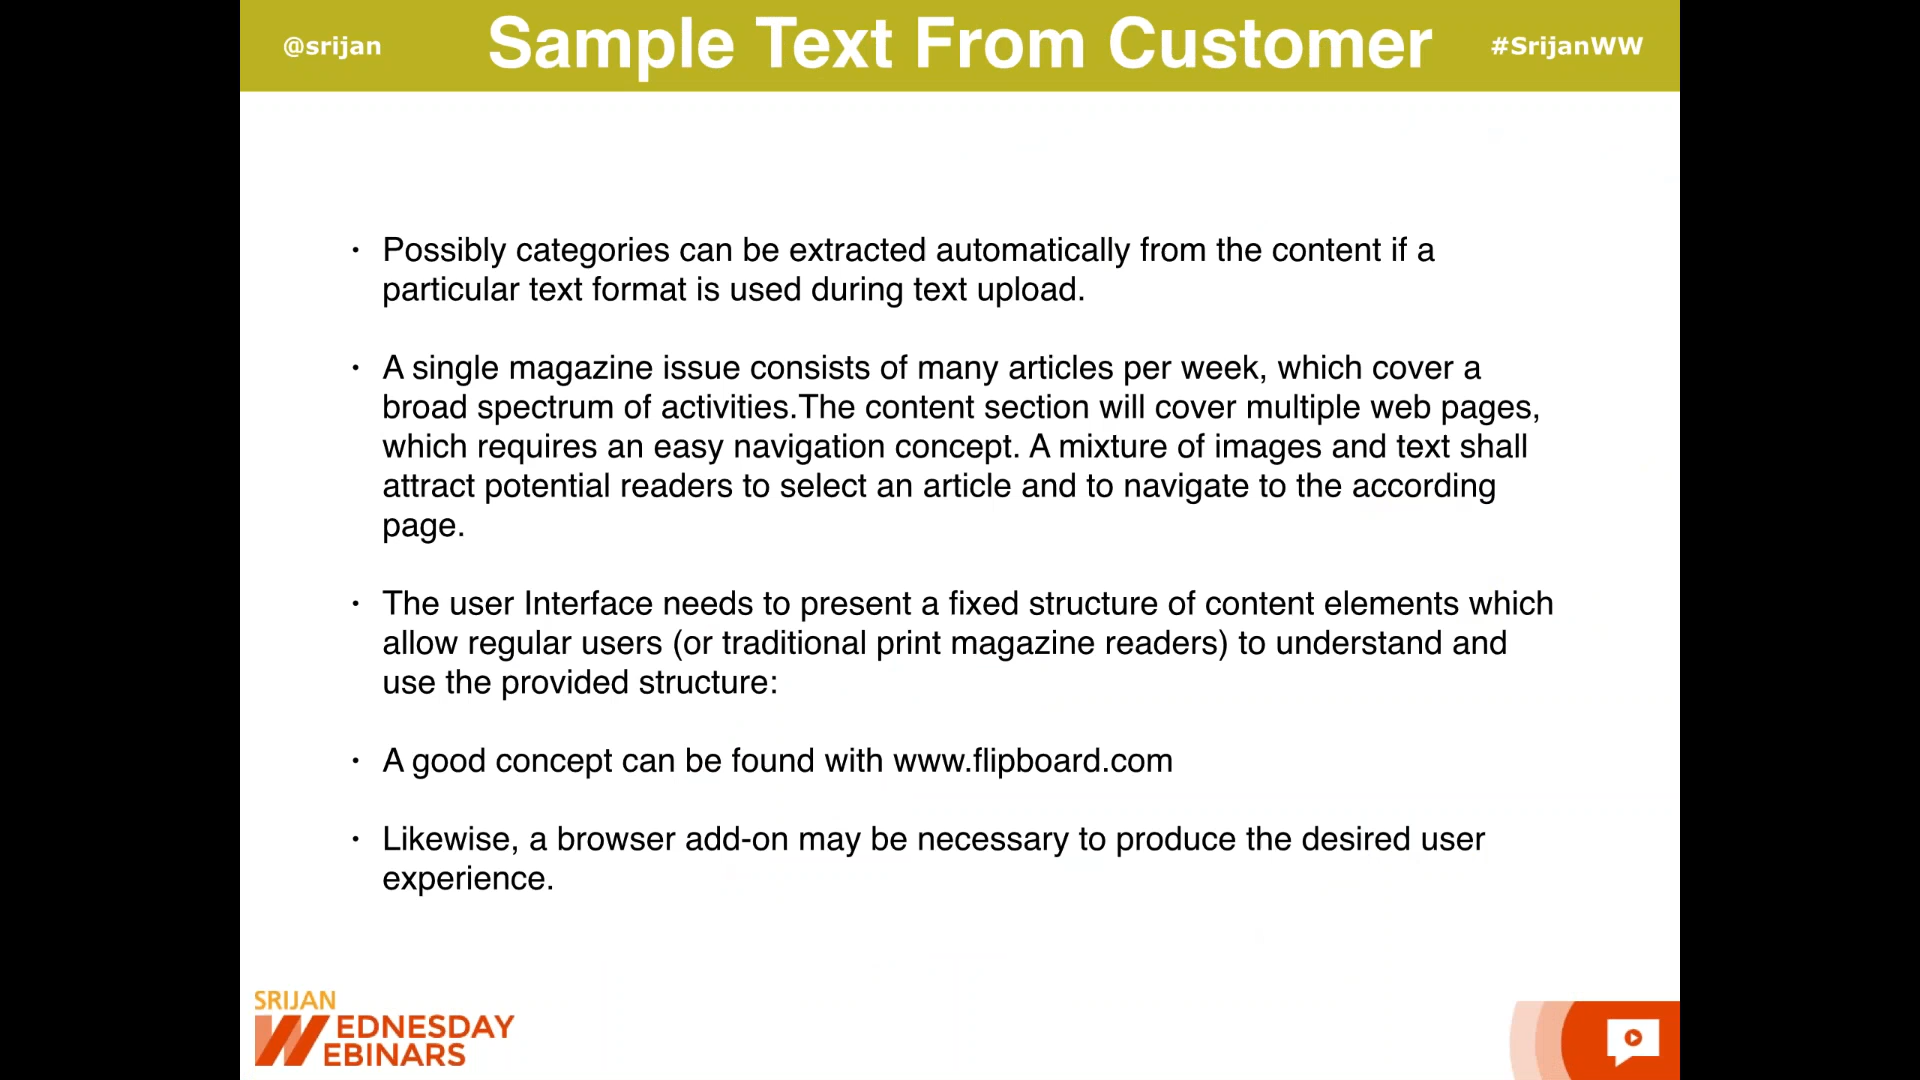 @srijan Sample Text From Customer #SrijanWW
• Possibly categories can be extracted automatically from the content if a
particular text format is used during text upload.
• A single magazine issue consists of many articles per week, which cover a
broad spectrum of activities.The content section will cover multiple web pages,
which requires an easy navigation concept. A mixture of images and text shall
attract potential readers to select an article and to navigate to the according
page.
• The user Interface needs to present a fixed structure of content elements which
allow regular users (or traditional print magazine readers) to understand and
use the provided structure:
• A good concept can be found with www.flipboard.com
• Likewise, a browser add-on may be necessary to produce the desired user
experience.
SRIJAN
WEDNESDAY
WEBINARS